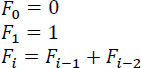 F₀ = 0
F₁ = 1
Fᵢ = Fᵢ₋₁ + Fᵢ₋₂